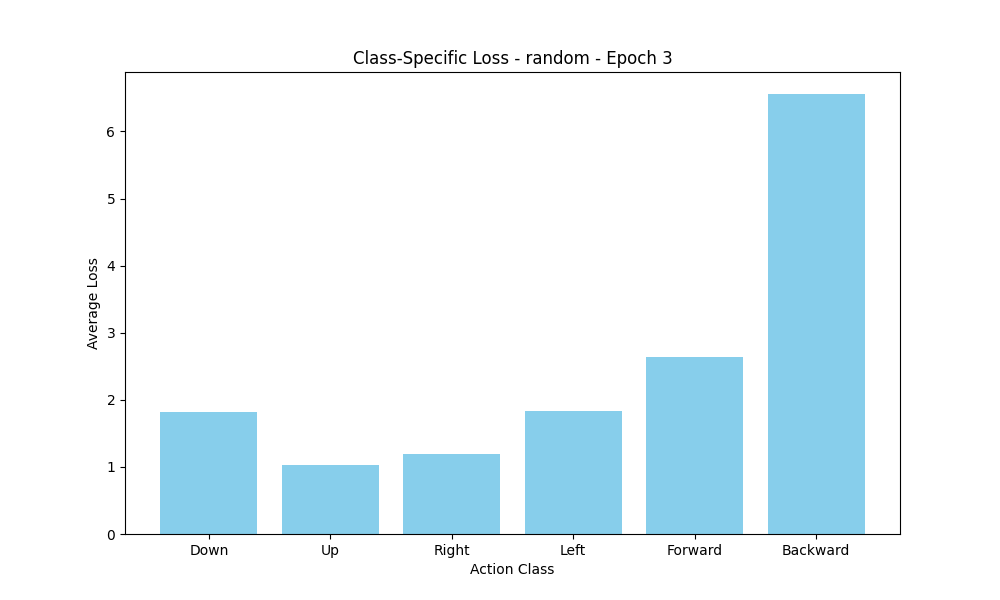 Class-Specific Loss - random - Epoch 3
Average Loss
6
5
4
3
2
1
0
Down Up Right Left Forward Backward
Action Class